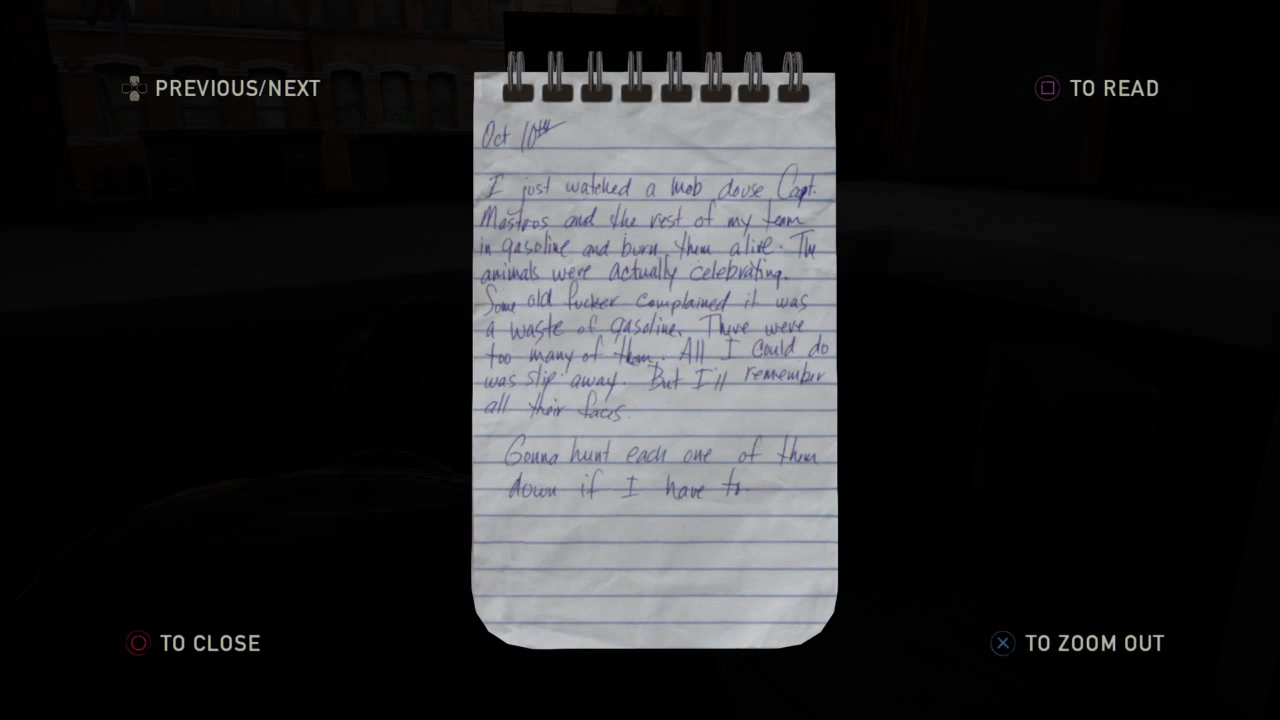 PREVIOUS/NEXT
TO READ
Oct 10th
I just watched a mob douse Capt.
Mastros and the rest of my team
in gasoline and burn them alive. The
animals were actually celebrating.
Some old fucker complained it was
a waste of gasoline. There were
too many of them. All I could do
was slip away. But I'll remember
all their faces.
Gonna hunt each one of them
down if I have to.
TO CLOSE
TO ZOOM OUT